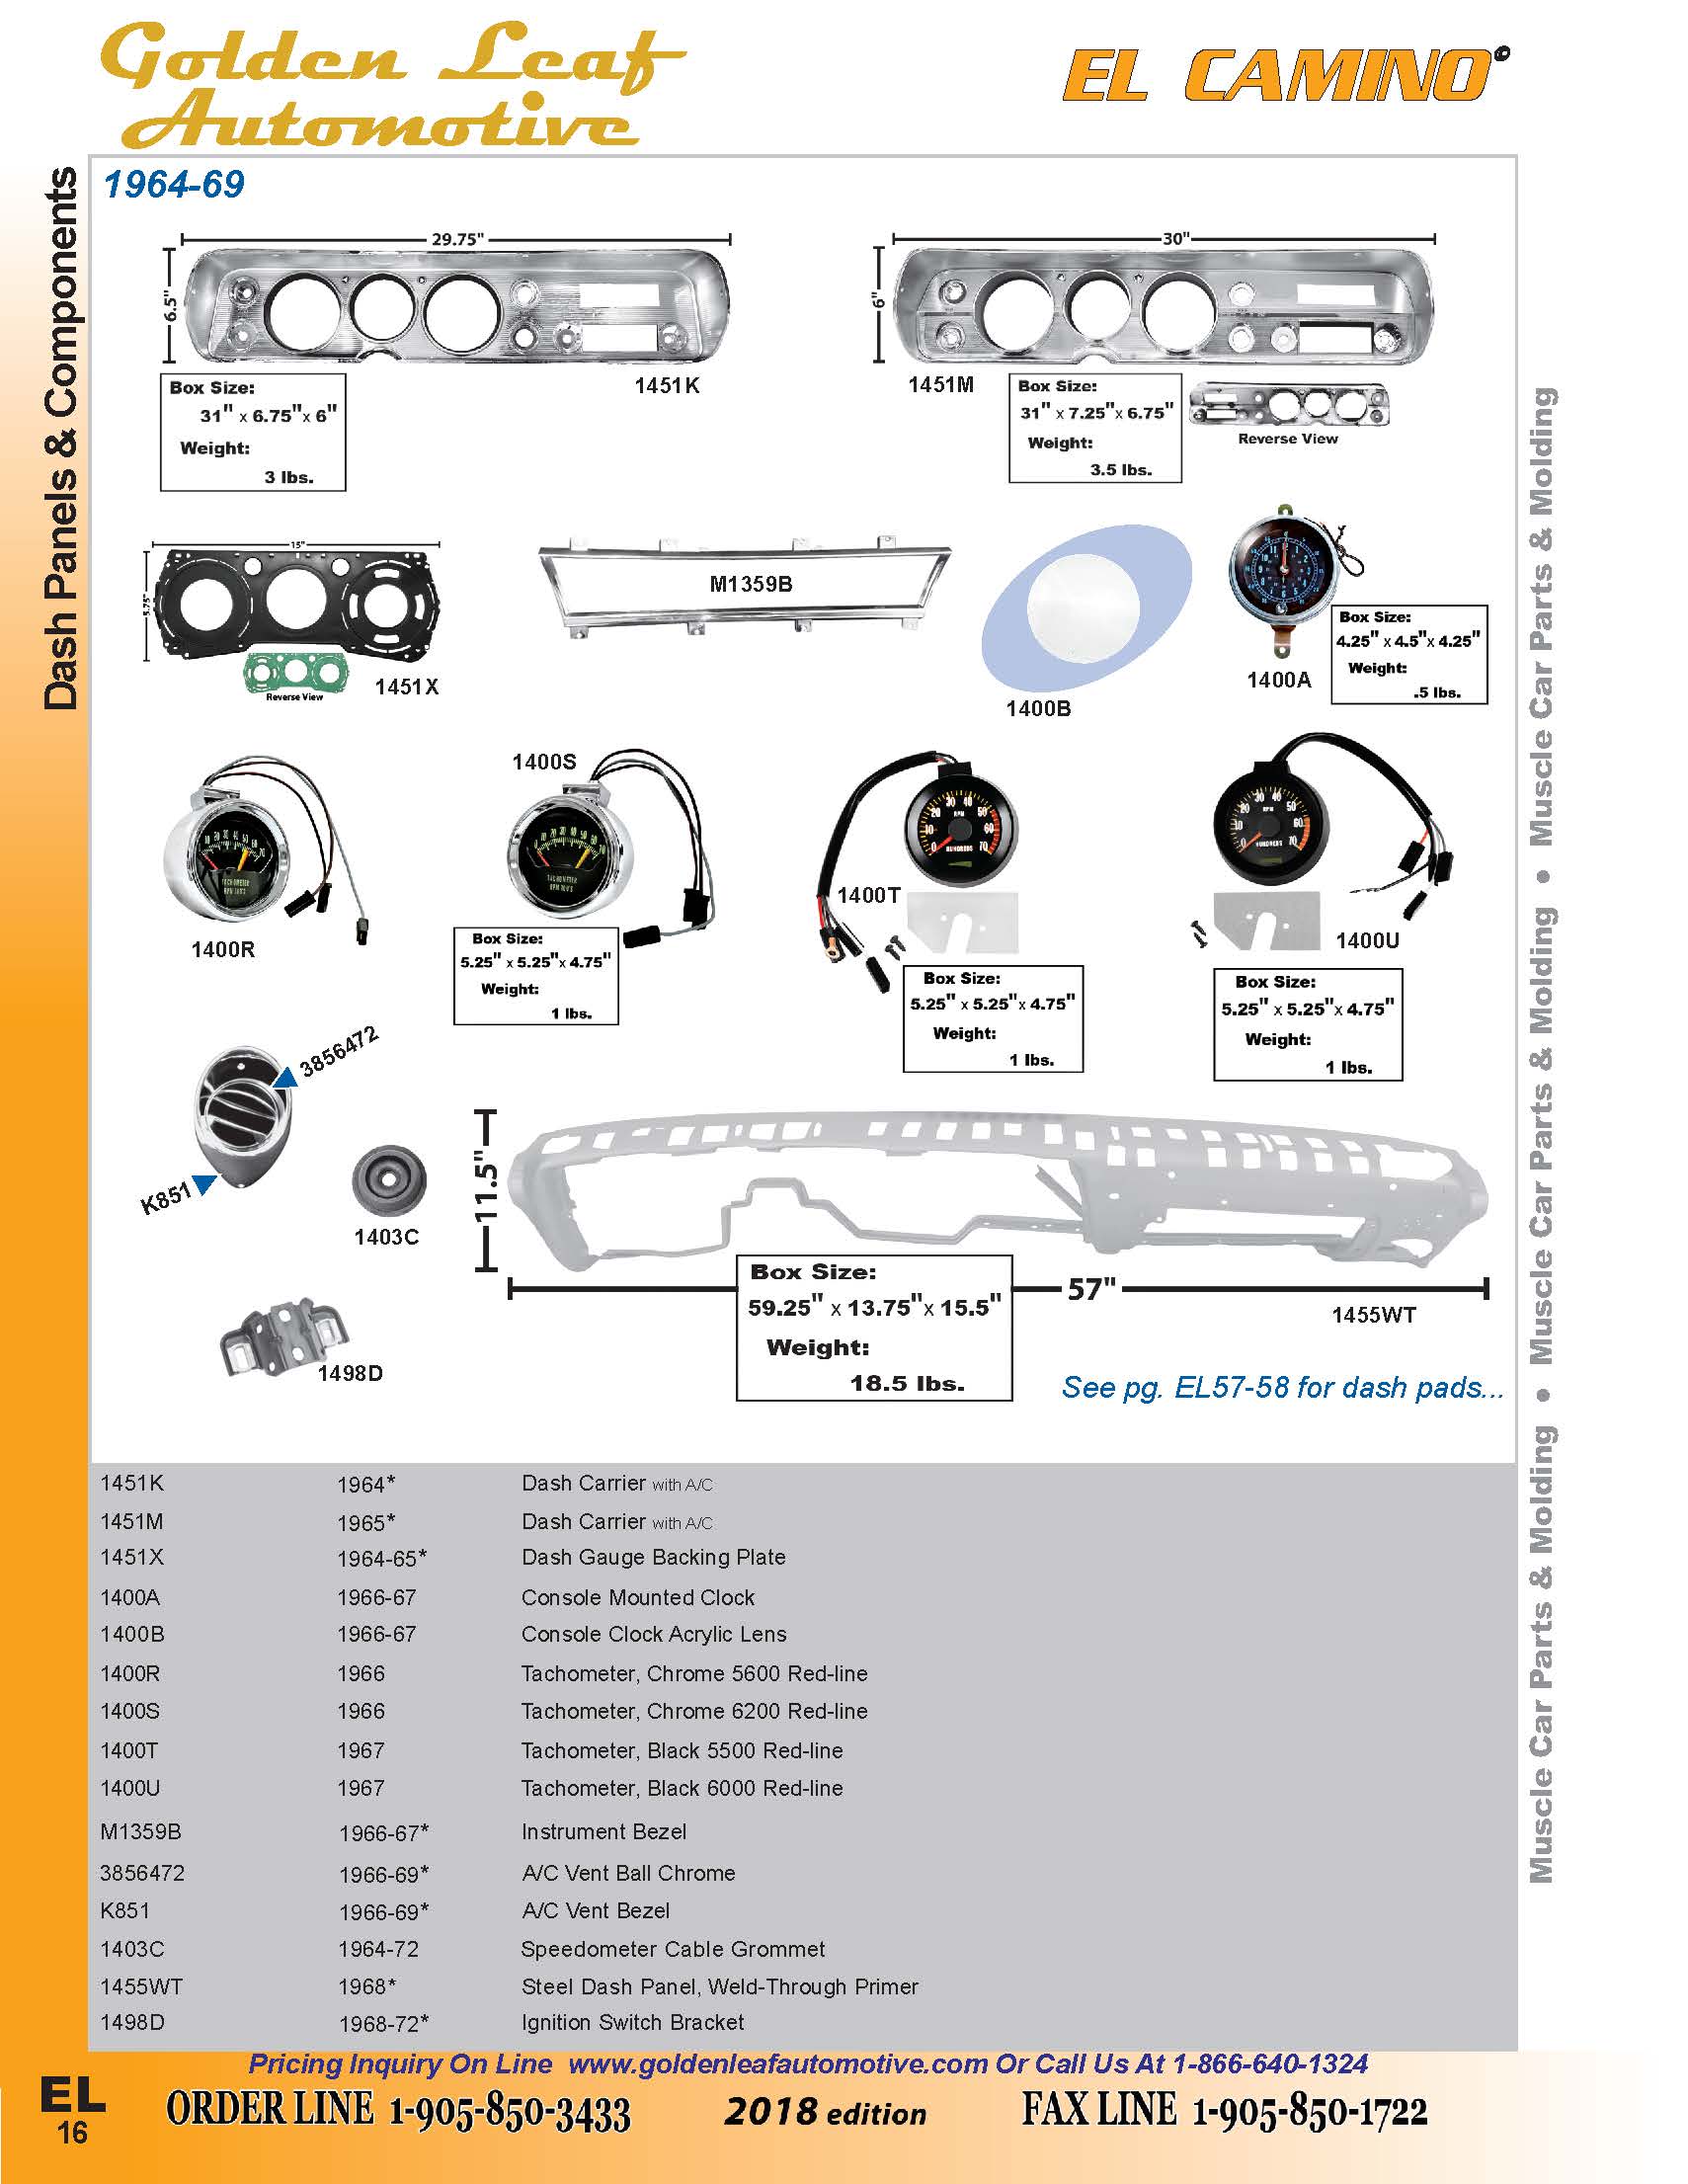 Golden Leaf
Automotive
EL CAMINO
Dash Panels & Components
1964-69
29.75"
6.5"
Box Size:
31" x 6.75" x 6"
Weight:
3 lbs.
1451K
30"
6"
1451M
Box Size:
31" x 7.25" x 6.75"
Weight:
3.5 lbs.
Reverse View
15"
5.75"
Reverse View
1451X
M1359B
1400B
1400A
Box Size:
4.25" x 4.5" x 4.25"
Weight:
.5 lbs.
1400R
1400S
Box Size:
5.25" x 5.25" x 4.75"
Weight:
1 lbs.
1400T
Box Size:
5.25" x 5.25" x 4.75"
Weight:
1 lbs.
1400U
Box Size:
5.25" x 5.25" x 4.75"
Weight:
1 lbs.
3856472
K851
1403C
11.5"
57"
Box Size:
59.25" x 13.75" x 15.5"
Weight:
18.5 lbs.
1455WT
1498D
See pg. EL57-58 for dash pads...
1451K 1964* Dash Carrier with A/C
1451M 1965* Dash Carrier with A/C
1451X 1964-65* Dash Gauge Backing Plate
1400A 1966-67 Console Mounted Clock
1400B 1966-67 Console Clock Acrylic Lens
1400R 1966 Tachometer, Chrome 5600 Red-line
1400S 1966 Tachometer, Chrome 6200 Red-line
1400T 1967 Tachometer, Black 5500 Red-line
1400U 1967 Tachometer, Black 6000 Red-line
M1359B 1966-67* Instrument Bezel
3856472 1966-69* A/C Vent Ball Chrome
K851 1966-69* A/C Vent Bezel
1403C 1964-72 Speedometer Cable Grommet
1455WT 1968* Steel Dash Panel, Weld-Through Primer
1498D 1968-72* Ignition Switch Bracket
Muscle Car Parts & Molding • Muscle Car Parts & Molding • Muscle Car Parts & Molding
Pricing Inquiry On Line www.goldenleafautomotive.com Or Call Us At 1-866-640-1324
EL
16
ORDER LINE 1-905-850-3433 2018 edition FAX LINE 1-905-850-1722